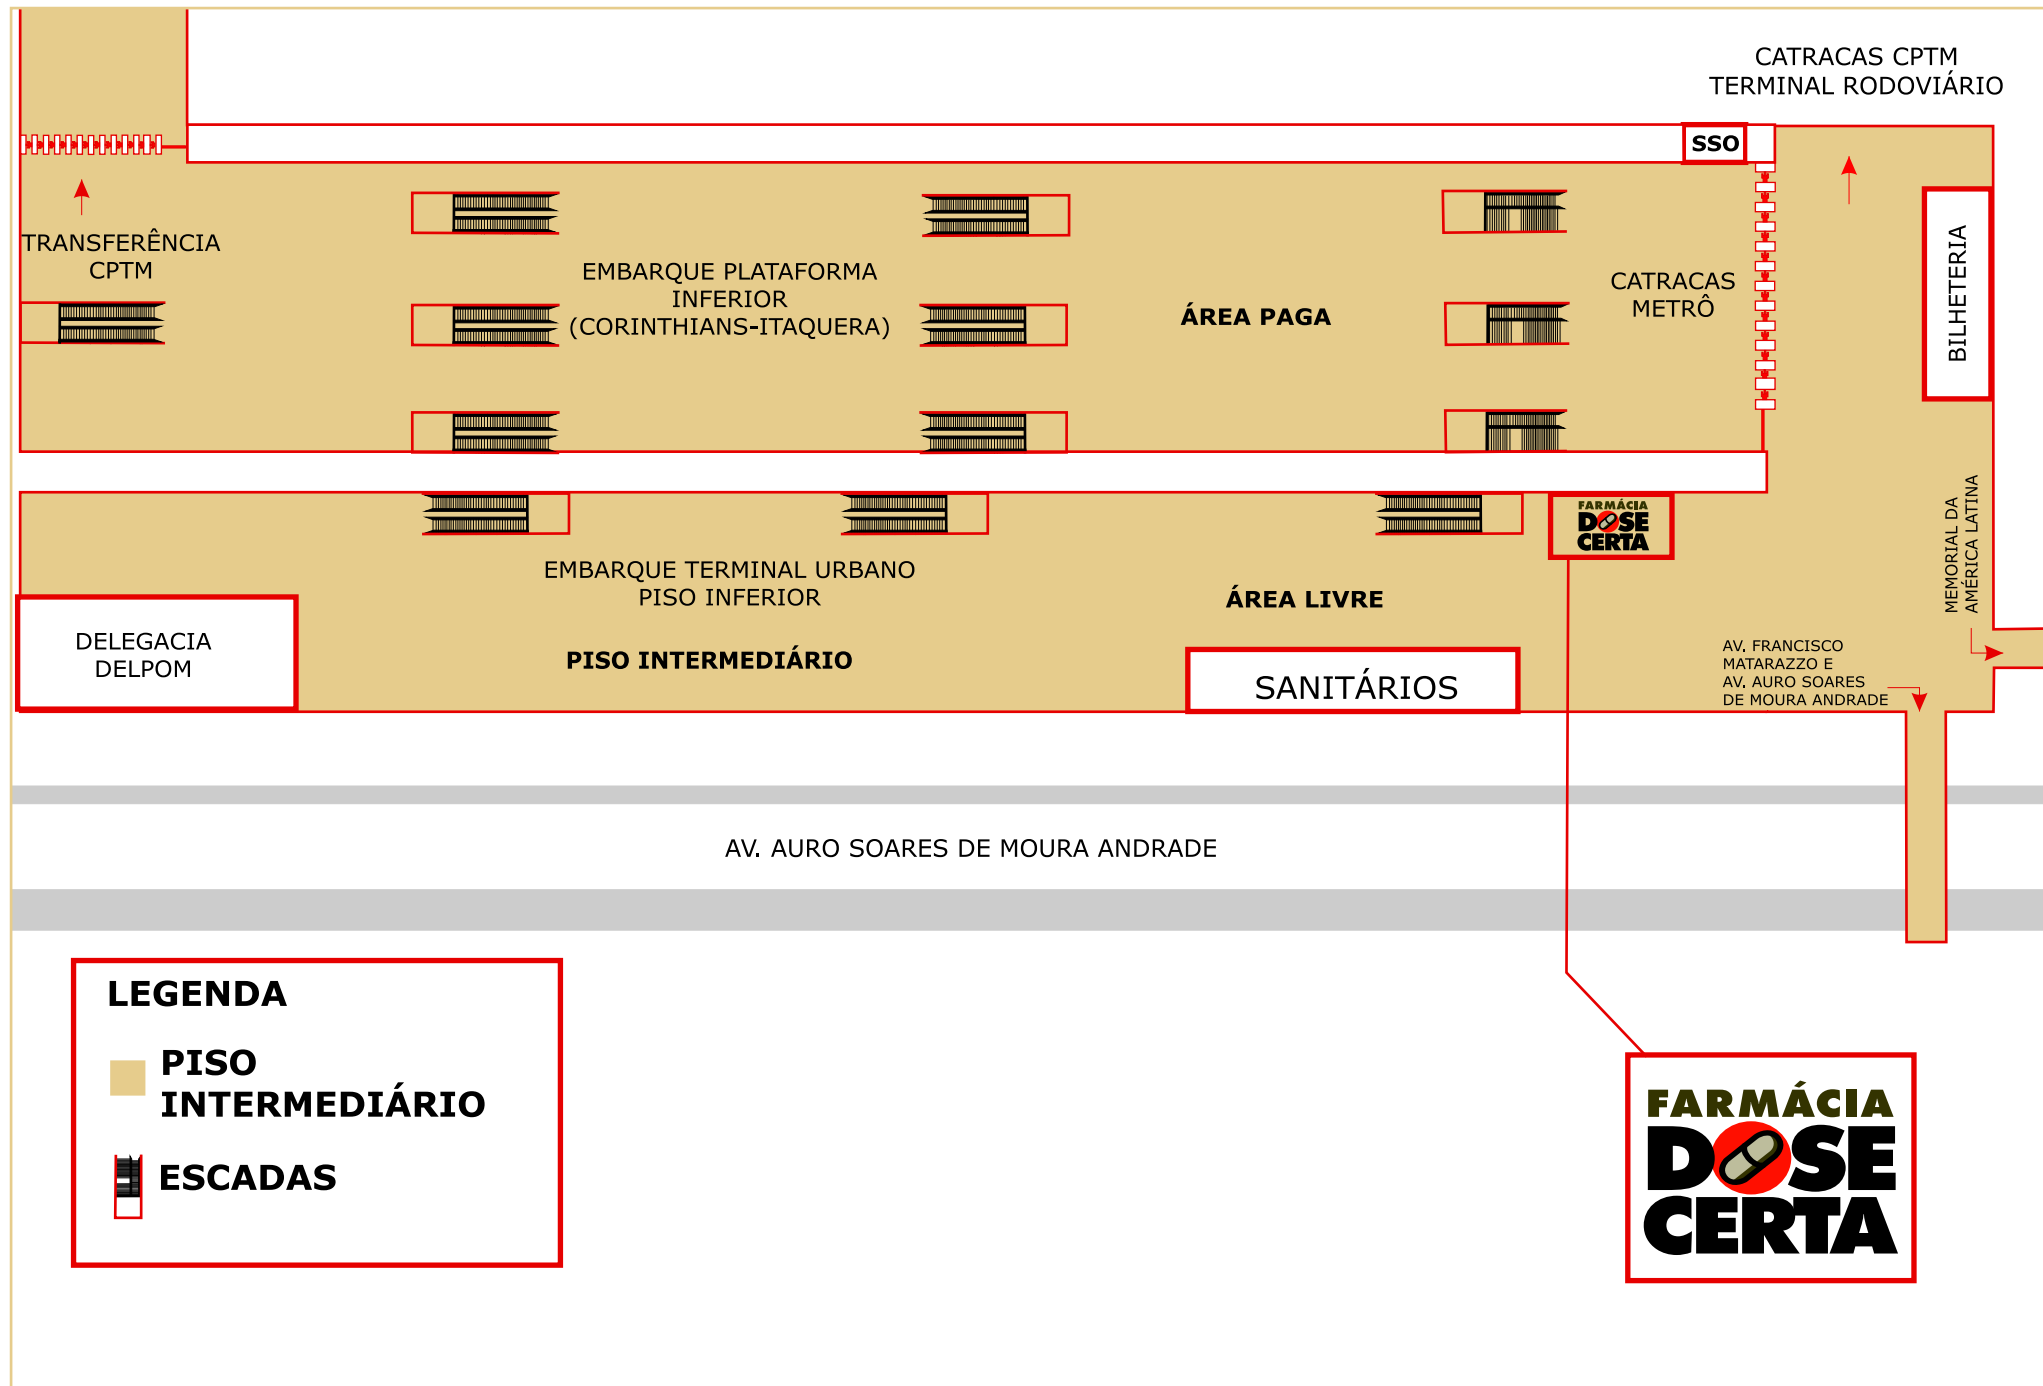 CATRACAS CPTM
TERMINAL RODOVIÁRIO
SSO
TRANSFERÊNCIA
CPTM
EMBARQUE PLATAFORMA
INFERIOR
(CORINTHIANS-ITAQUERA)
ÁREA PAGA
CATRACAS
METRÔ
BILHETERIA
FARMÁCIA
DOSE
CERTA
MEMORIAL DA
AMÉRICA LATINA
EMBARQUE TERMINAL URBANO
PISO INFERIOR
ÁREA LIVRE
DELEGACIA
DELPOM
PISO INTERMEDIÁRIO
SANITÁRIOS
AV. FRANCISCO
MATARAZZO E
AV. AURO SOARES
DE MOURA ANDRADE
AV. AURO SOARES DE MOURA ANDRADE
LEGENDA
PISO
INTERMEDIÁRIO
ESCADAS
FARMÁCIA
DOSE
CERTA